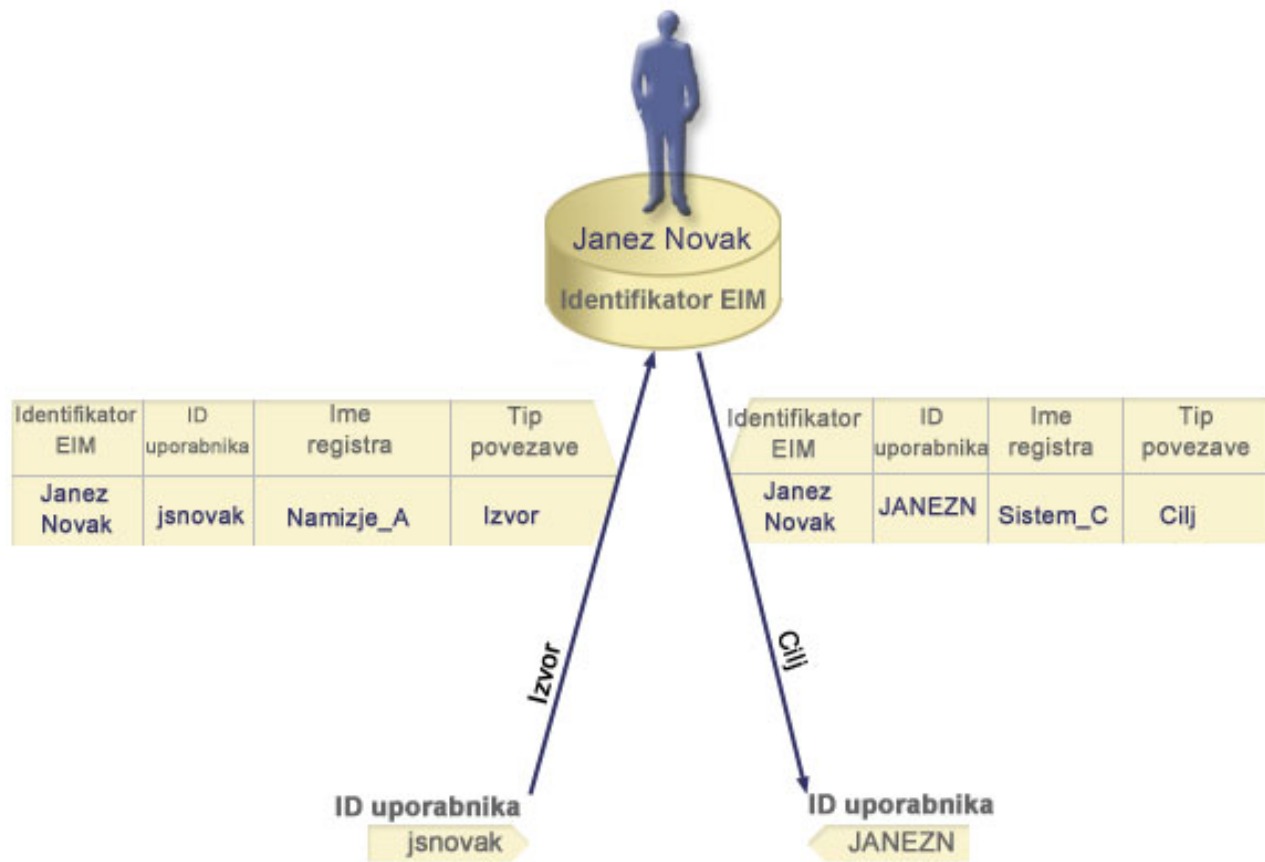 Janez Novak
Identifikator EIM
Identifikator EIM
ID uporabnika
Ime registra
Tip povezave
Janez Novak
jsnovak
Namizje_A
Izvor
Identifikator EIM
ID uporabnika
Ime registra
Tip povezave
Janez Novak
JANEZN
Sistem_C
Cilj
Izvor
Cilj
ID uporabnika
jsnovak
ID uporabnika
JANEZN